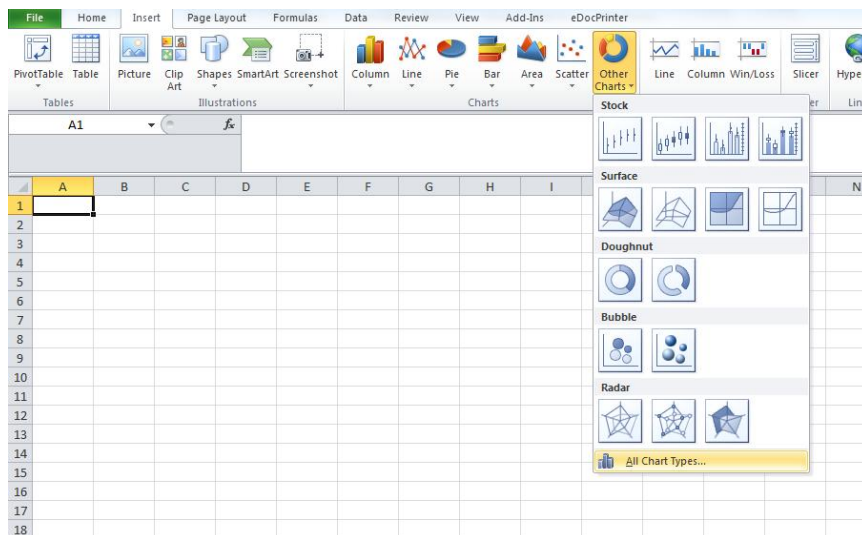 File Home Insert Page Layout Formulas Data Review View Add-Ins eDocPrinter
PivotTable Table Picture Clip Art Shapes SmartArt Screenshot Column Line Pie Bar Area Scatter Other Charts Line Column Win/Loss Slicer Hype
Tables Illustrations Charts er Lin
A1 fx
Stock
Surface
Doughnut
Bubble
Radar
All Chart Types...
A B C D E F G H I N
1
2
3
4
5
6
7
8
9
10
11
12
13
14
15
16
17
18